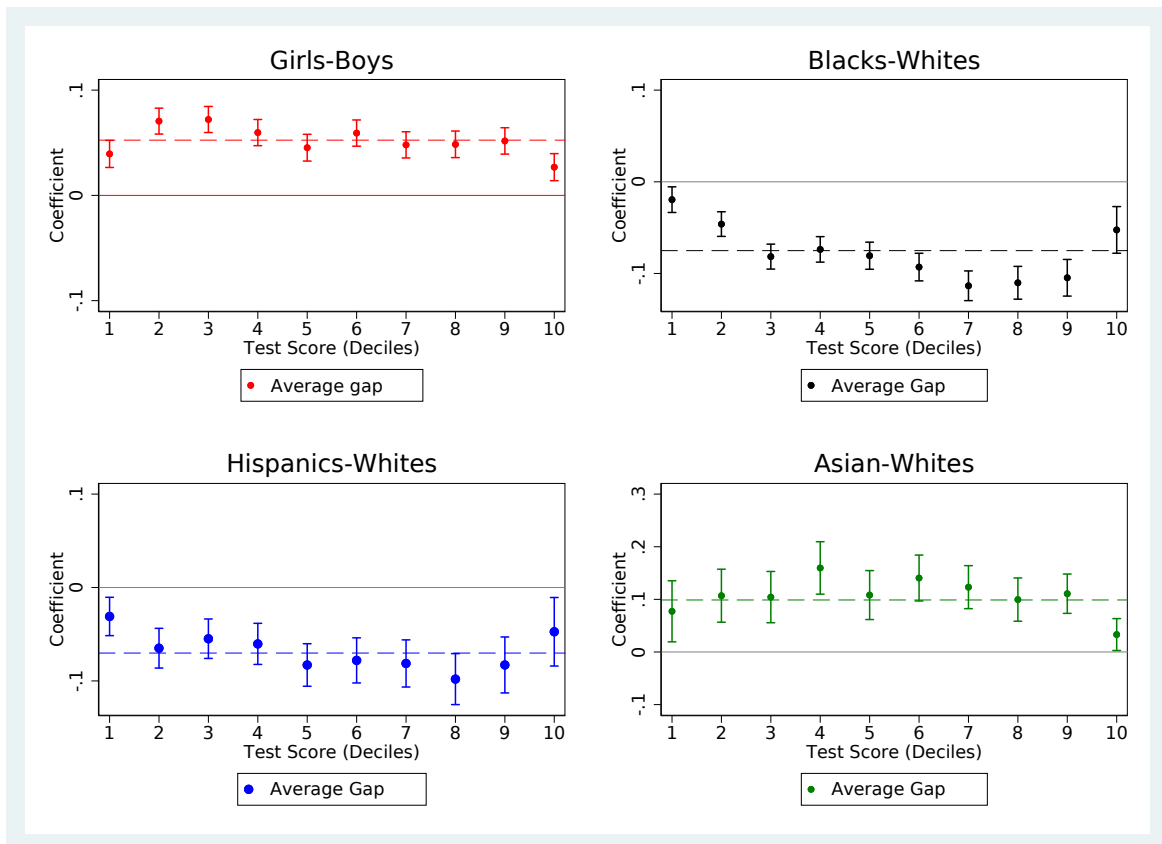 Girls-Boys
Coefficient
.1
0
-.1
1 2 3 4 5 6 7 8 9 10
Test Score (Deciles)
Average gap
Blacks-Whites
Coefficient
.1
0
-.1
1 2 3 4 5 6 7 8 9 10
Test Score (Deciles)
Average Gap
Hispanics-Whites
Coefficient
.1
0
-.1
1 2 3 4 5 6 7 8 9 10
Test Score (Deciles)
Average Gap
Asian-Whites
Coefficient
.3
.2
.1
0
-.1
1 2 3 4 5 6 7 8 9 10
Test Score (Deciles)
Average Gap